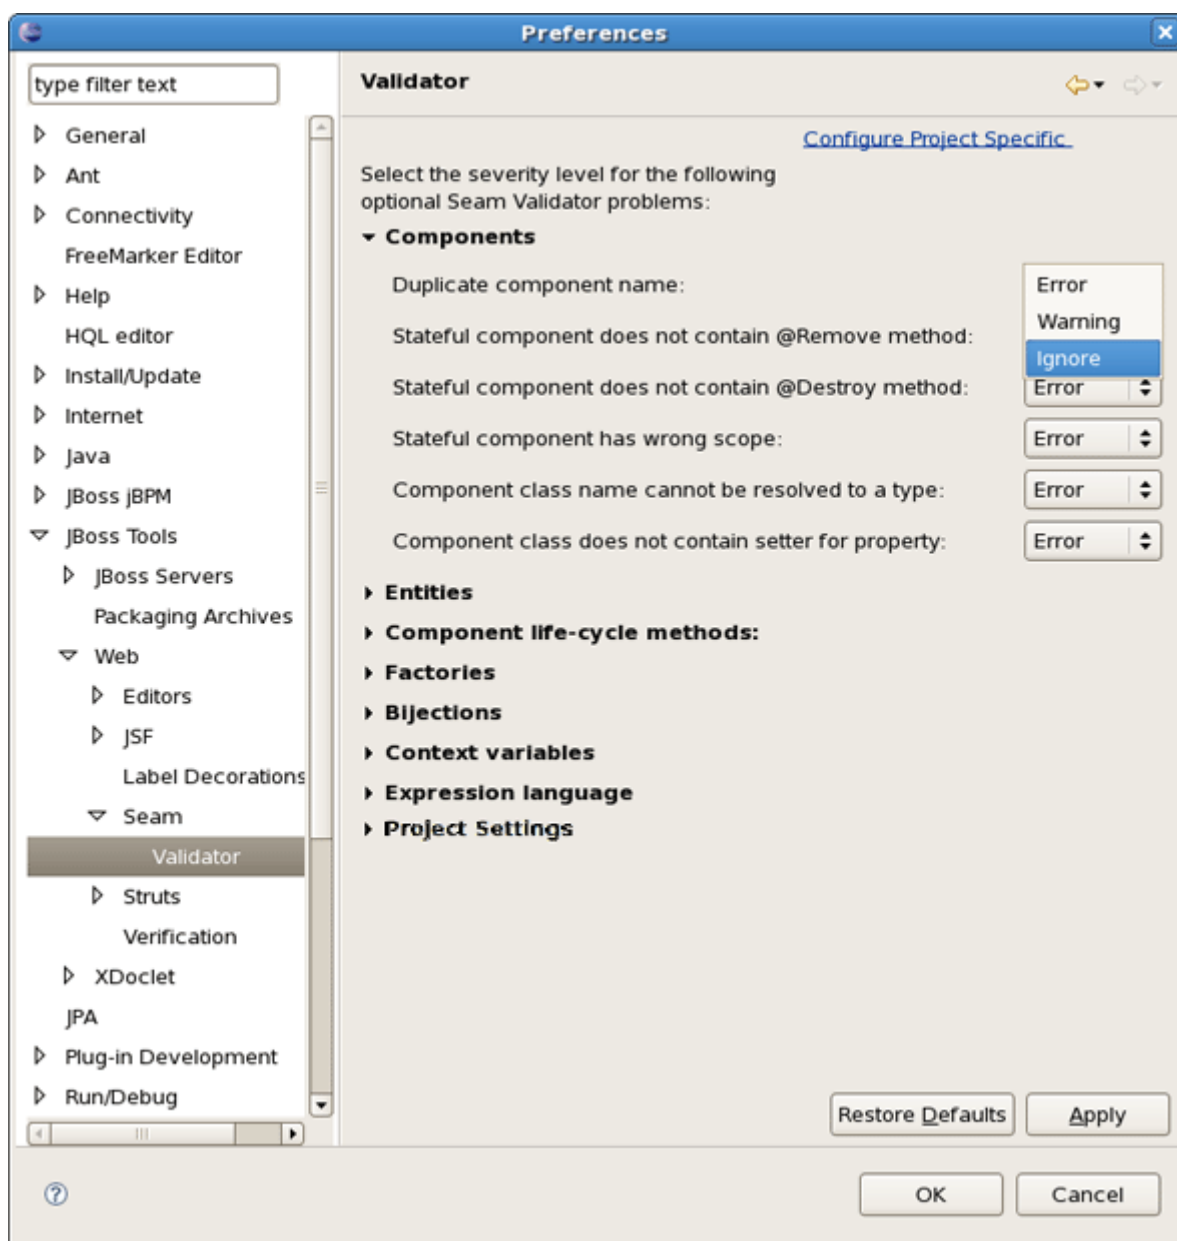 Preferences
type filter text
General
Ant
Connectivity
FreeMarker Editor
Help
HQL editor
Install/Update
Internet
Java
JBoss jBPM
JBoss Tools
JBoss Servers
Packaging Archives
Web
Editors
JSF
Label Decorations
Seam
Validator
Struts
Verification
XDoclet
JPA
Plug-in Development
Run/Debug
Validator
Configure Project Specific
Select the severity level for the following
optional Seam Validator problems:
Components
Duplicate component name:
Error
Warning
Stateful component does not contain @Remove method:
Ignore
Stateful component does not contain @Destroy method: Error
Stateful component has wrong scope: Error
Component class name cannot be resolved to a type: Error
Component class does not contain setter for property: Error
Entities
Component life-cycle methods:
Factories
Bijections
Context variables
Expression language
Project Settings
Restore Defaults Apply
? OK Cancel